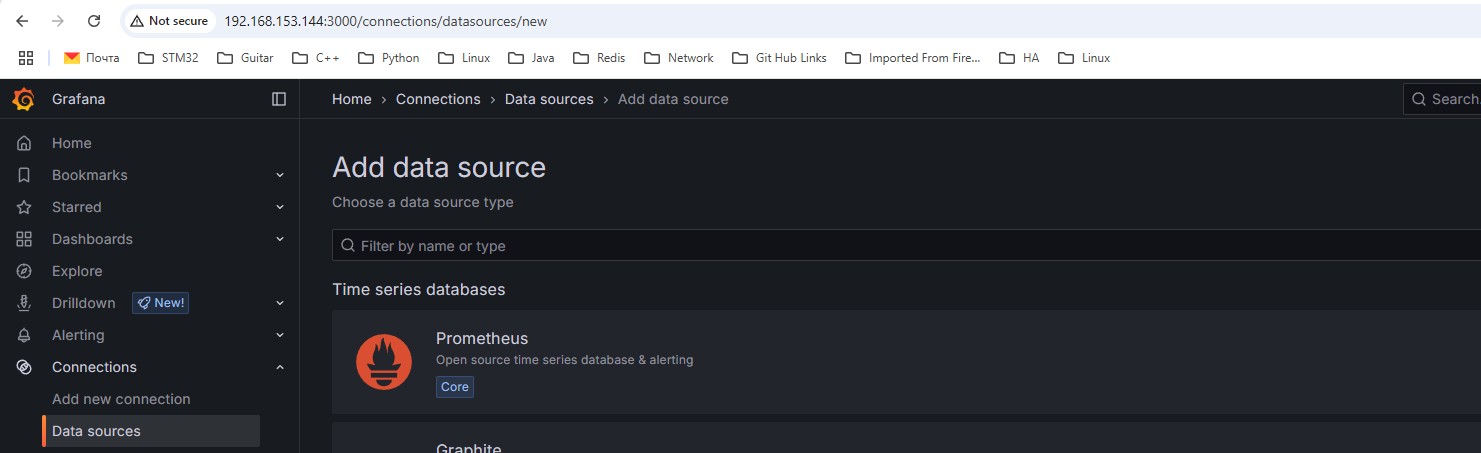 Not secure 192.168.153.144:3000/connections/datasources/new
Почта STM32 Guitar C++ Python Linux Java Redis Network Git Hub Links Imported From Fire... HA Linux
Grafana
Home › Connections › Data sources › Add data source
Search.
Home
Bookmarks
Starred
Dashboards
Explore
Drilldown New!
Alerting
Connections
Add new connection
Data sources
Add data source
Choose a data source type
Filter by name or type
Time series databases
Prometheus
Open source time series database & alerting
Core
Graphite